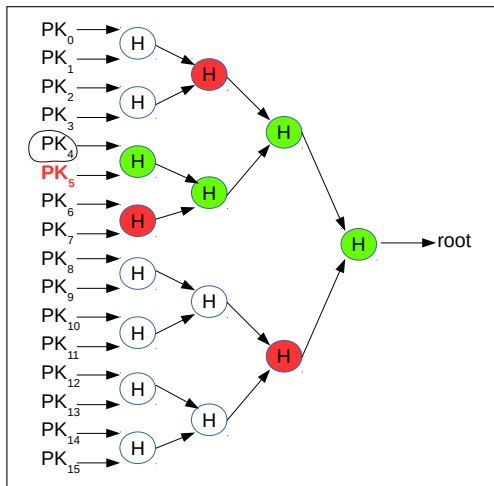 PK₀
H
PK₁
H
PK₂
H
PK₃
H
PK₄
H
PK₅
H
PK₆
H
PK₇
H root
PK₈
H
PK₉
H
PK₁₀
H
PK₁₁
H
PK₁₂
H
PK₁₃
H
PK₁₄
H
PK₁₅